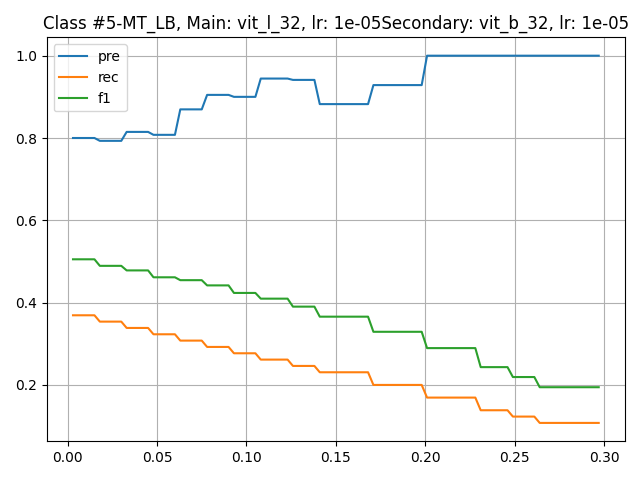 Class #5-MT_LB, Main: vit_l_32, lr: 1e-05Secondary: vit_b_32, lr: 1e-05
pre
rec
f1
1.0
0.8
0.6
0.4
0.2
0.00 0.05 0.10 0.15 0.20 0.25 0.30